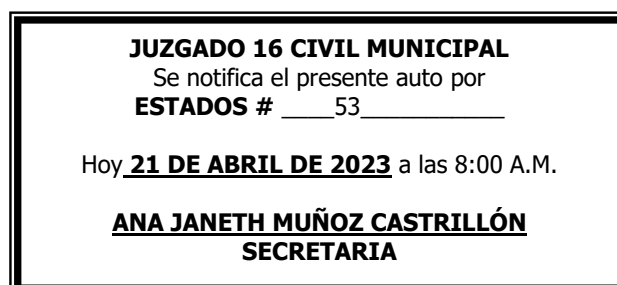 JUZGADO 16 CIVIL MUNICIPAL
Se notifica el presente auto por
ESTADOS # ____53___________
Hoy 21 DE ABRIL DE 2023 a las 8:00 A.M.
ANA JANETH MUÑOZ CASTRILLÓN
SECRETARIA